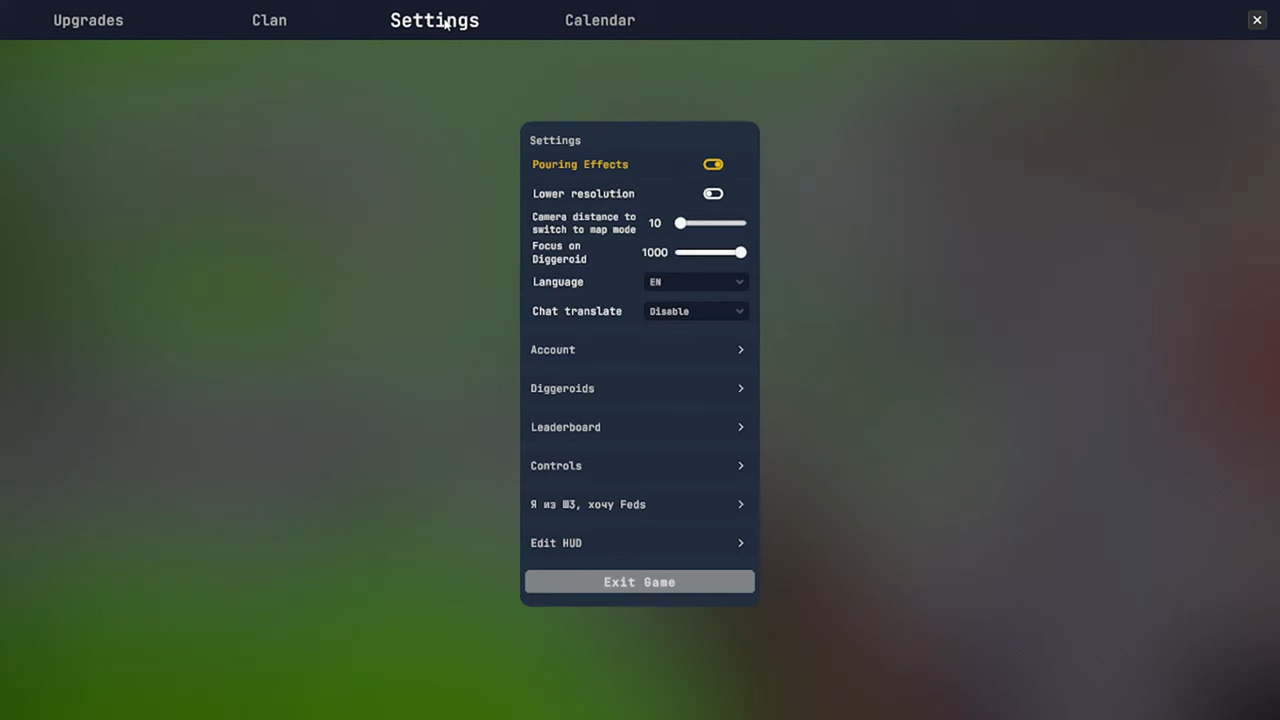 Upgrades
Clan
Settings
Calendar
Settings
Pouring Effects
Lower resolution
Camera distance to
switch to map mode
10
Focus on
Diggeroid
1000
Language
EN
Chat translate
Disable
Account
Diggeroids
Leaderboard
Controls
Я из Ш3, хочу Feds
Edit HUD
Exit Game